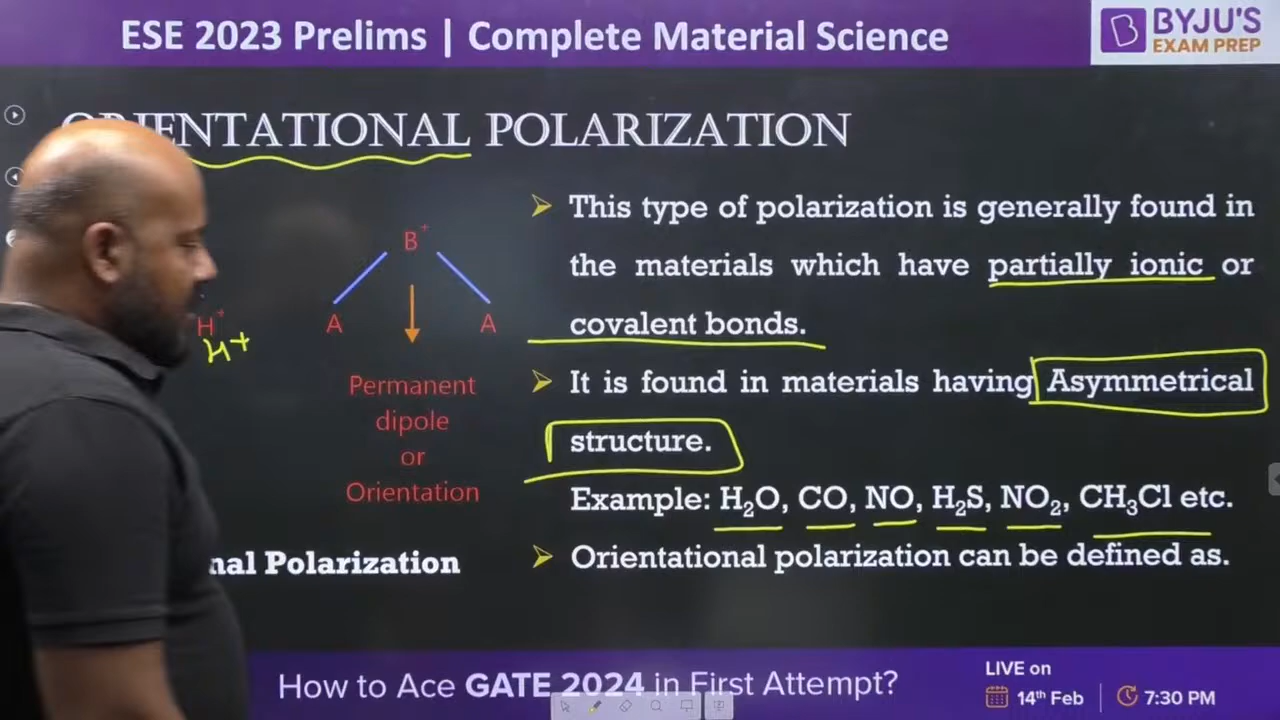 ESE 2023 Prelims | Complete Material Science
BYJU'S
EXAM PREP
POLARIZATION
B+
A
A
H+
H+
Permanent
dipole
or
Orientation
Polarization
➤ This type of polarization is generally found in
the materials which have partially ionic or
covalent bonds.
➤ It is found in materials having Asymmetrical
structure.
Example: H₂O, CO, NO, H₂S, NO₂, CH₃Cl etc.
➤ Orientational polarization can be defined as.
How to Ace GATE 2024 in First Attempt?
LIVE on
14th Feb | 7:30 PM